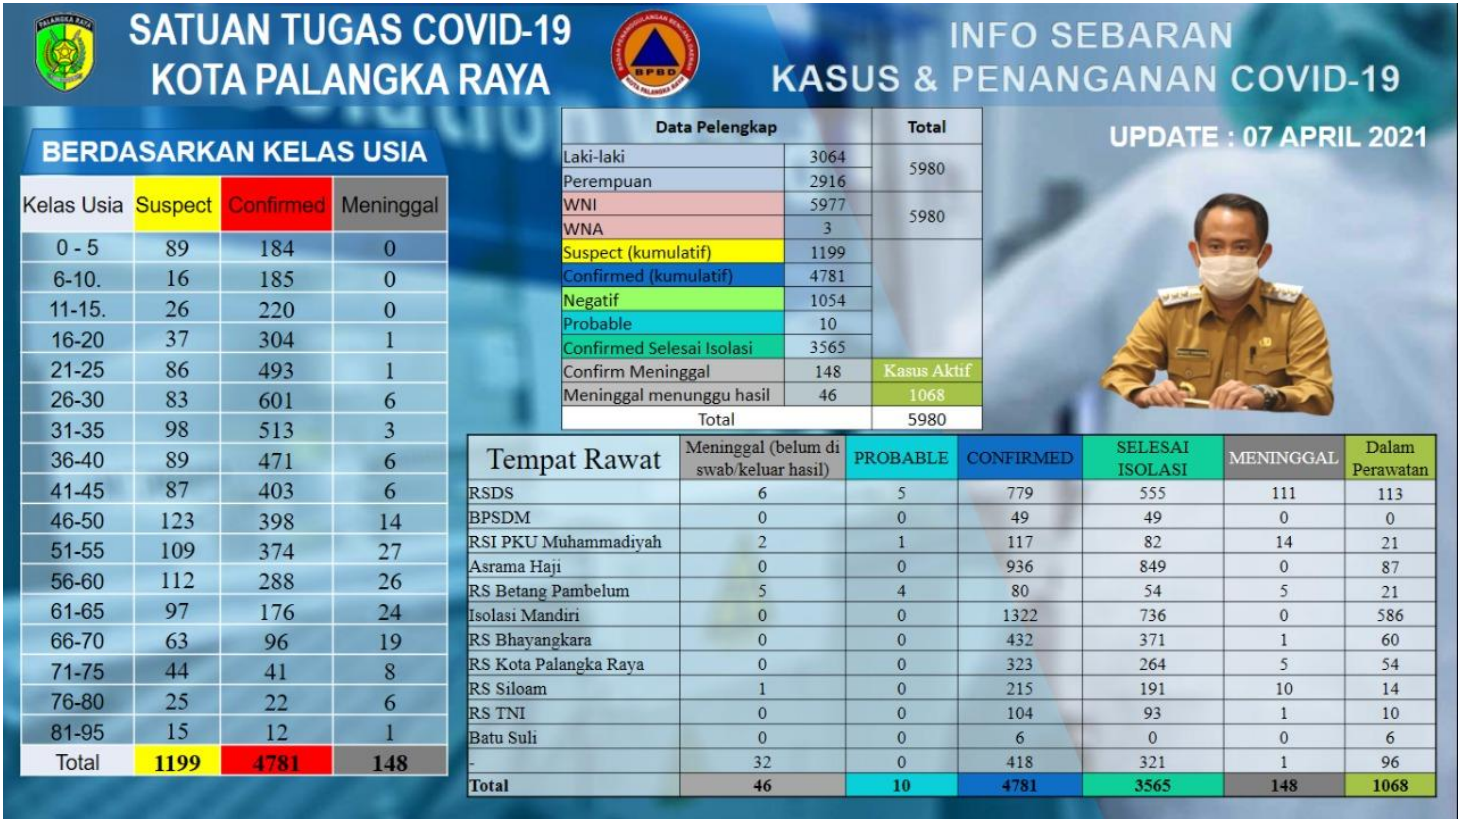 SATUAN TUGAS COVID-19
KOTA PALANGKA RAYA
PALANGKA RAYA
BADAN PENANGGULANGAN BENCANA DAERAH
BPBD
KOTA PALANGKA RAYA
INFO SEBARAN
KASUS & PENANGANAN COVID-19
UPDATE : 07 APRIL 2021
BERDASARKAN KELAS USIA
Kelas Usia Suspect Confirmed Meninggal
0 - 5 89 184 0
6-10. 16 185 0
11-15. 26 220 0
16-20 37 304 1
21-25 86 493 1
26-30 83 601 6
31-35 98 513 3
36-40 89 471 6
41-45 87 403 6
46-50 123 398 14
51-55 109 374 27
56-60 112 288 26
61-65 97 176 24
66-70 63 96 19
71-75 44 41 8
76-80 25 22 6
81-95 15 12 1
Total 1199 4781 148
Data Pelengkap Total
Laki-laki 3064 5980
Perempuan 2916
WNI 5977 5980
WNA 3
Suspect (kumulatif) 1199
Confirmed (kumulatif) 4781
Negatif 1054
Probable 10
Confirmed Selesai Isolasi 3565
Confirm Meninggal 148 Kasus Aktif
Meninggal menunggu hasil 46 1068
Total 5980
Tempat Rawat Meninggal (belum di swab/keluar hasil) PROBABLE CONFIRMED SELESAI ISOLASI MENINGGAL Dalam Perawatan
RSDS 6 5 779 555 111 113
BPSDM 0 0 49 49 0 0
RSI PKU Muhammadiyah 2 1 117 82 14 21
Asrama Haji 0 0 936 849 0 87
RS Betang Pambelum 5 4 80 54 5 21
Isolasi Mandiri 0 0 1322 736 0 586
RS Bhayangkara 0 0 432 371 1 60
RS Kota Palangka Raya 0 0 323 264 5 54
RS Siloam 1 0 215 191 10 14
RS TNI 0 0 104 93 1 10
Batu Suli 0 0 6 0 0 6
- 32 0 418 321 1 96
Total 46 10 4781 3565 148 1068